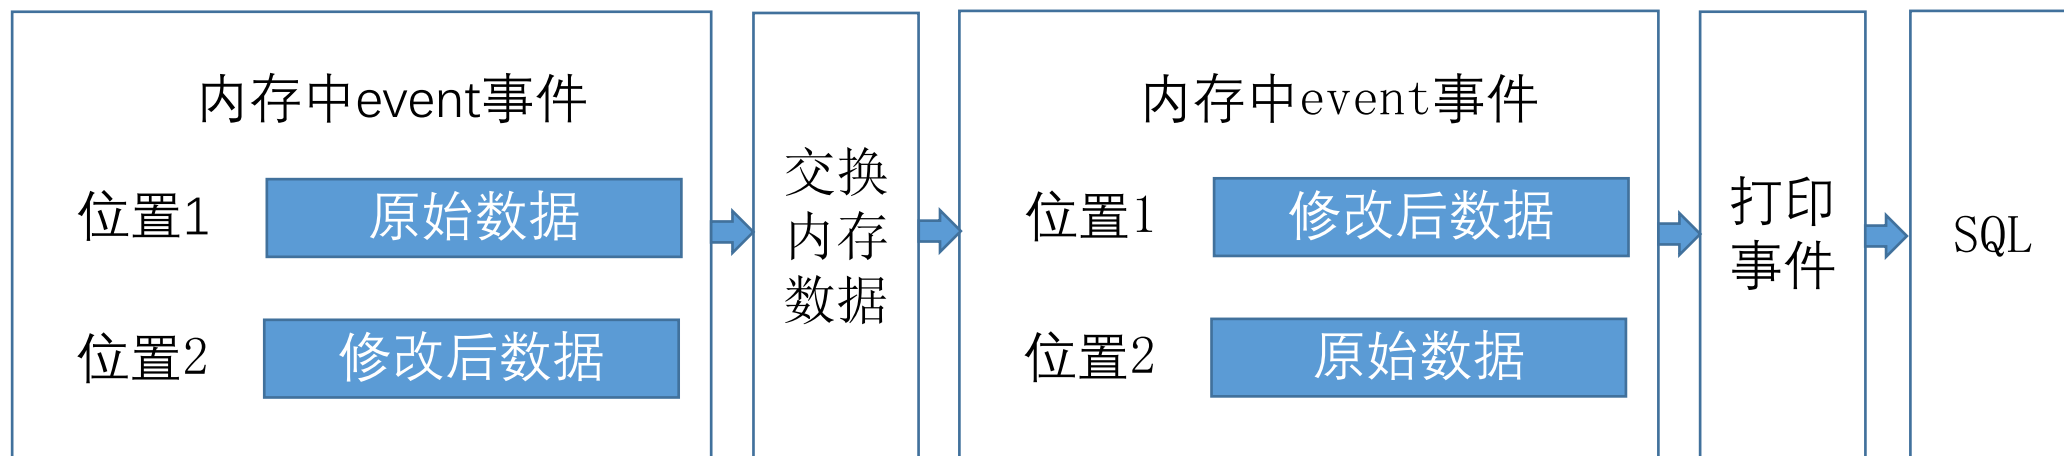 内存中event事件
位置1
原始数据
位置2
修改后数据
交换
内存
数据
内存中event事件
位置1
修改后数据
位置2
原始数据
打印
事件
SQL